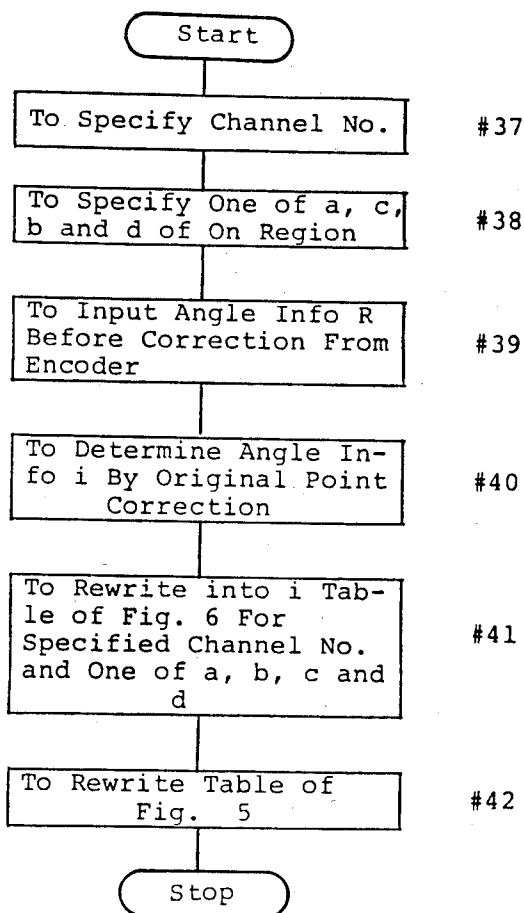 Start
To Specify Channel No. #37
To Specify One of a, c,
b and d of On Region #38
To Input Angle Info R
Before Correction From #39
Encoder
To Determine Angle In-
fo i By Original Point #40
Correction
To Rewrite into i Tab-
le of Fig. 6 For
Specified Channel No. #41
and One of a, b, c and
d
To Rewrite Table of #42
Fig. 5
Stop